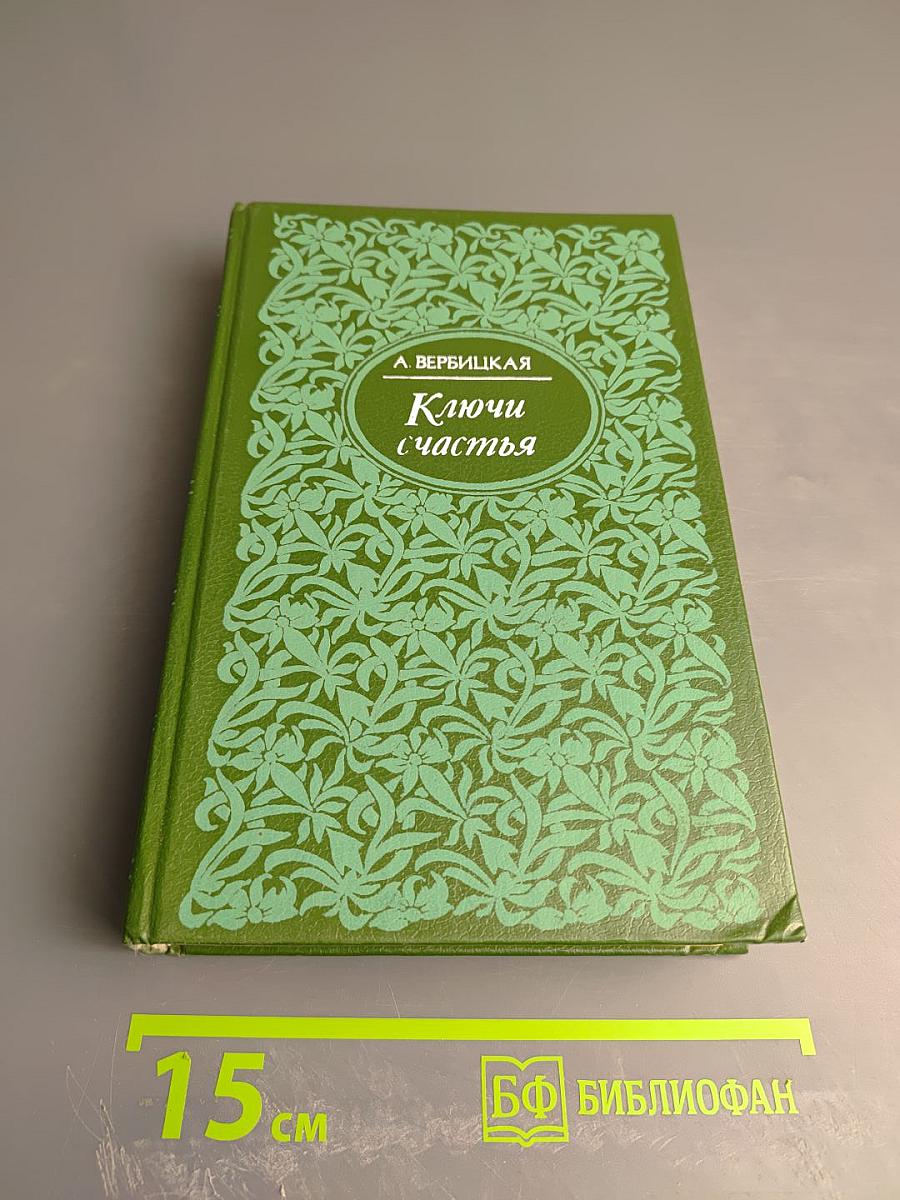 А. ВЕРБИЦКАЯ
Ключи
счастья
15 см
БФ БИБЛИОФАН